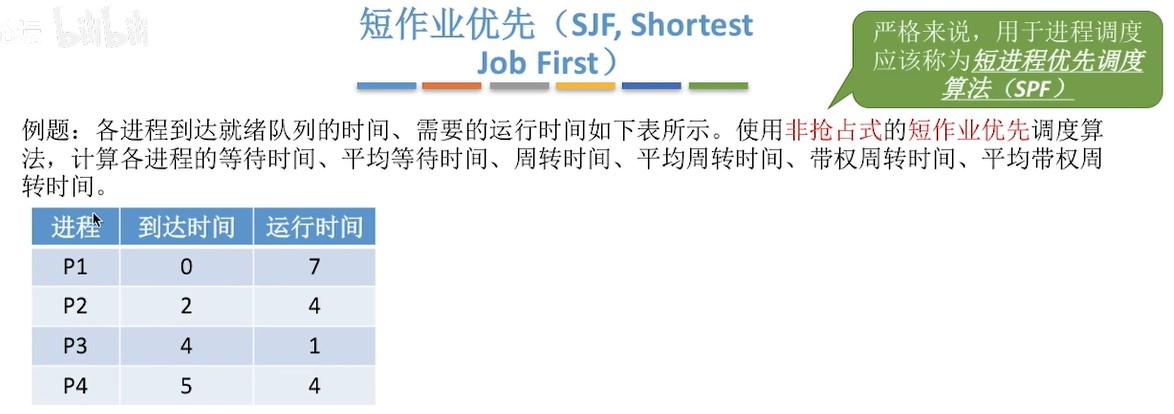 bilibili
短作业优先（SJF, Shortest
Job First）
严格来说，用于进程调度
应该称为短进程优先调度
算法（SPF）
例题：各进程到达就绪队列的时间、需要的运行时间如下表所示。使用非抢占式的短作业优先调度算
法，计算各进程的等待时间、平均等待时间、周转时间、平均周转时间、带权周转时间、平均带权周
转时间。
进程 到达时间 运行时间
P1 0 7
P2 2 4
P3 4 1
P4 5 4